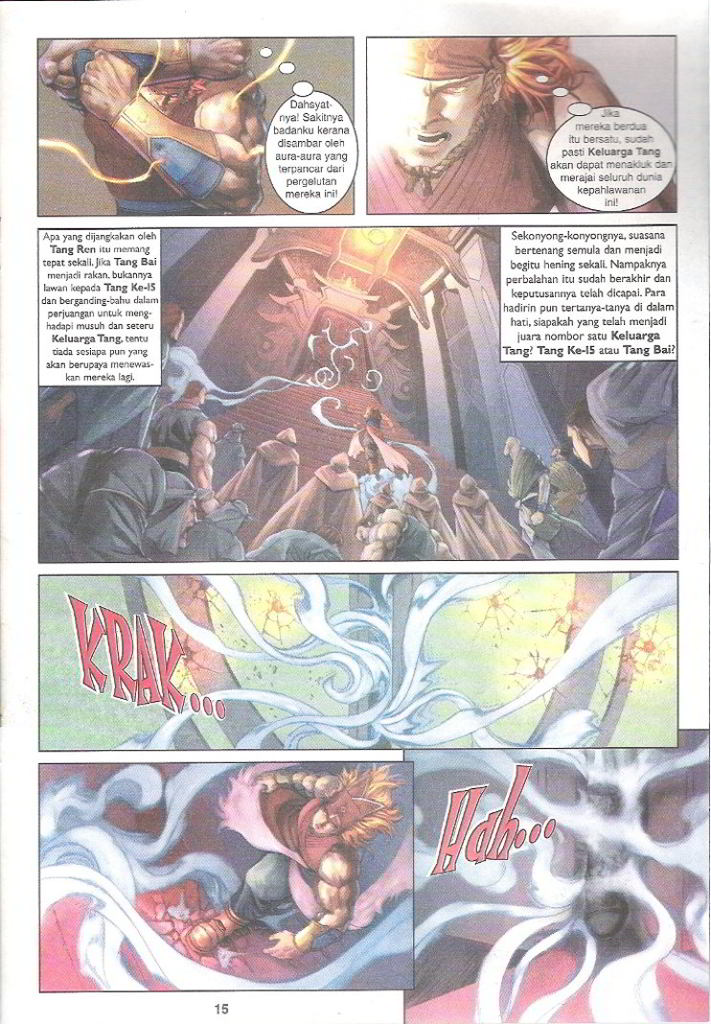 Dahsyat-
nya! Sakitnya
badanku kerana
disambar oleh
aura-aura yang
terpancar dari
pergelutan
mereka ini!
Jika
mereka berdua
itu bersatu, sudah
pasti Keluarga Tang
akan dapat menakluk dan
merajai seluruh dunia
kepahlawanan
ini!
Apa yang dijangkakan oleh
Tang Ren itu memang
tepat sekali. Jika Tang Bai
menjadi rakan, bukannya
lawan kepada Tang Ke-15
dan berganding-bahu dalam
perjuangan untuk meng-
hadapi musuh dan seteru
Keluarga Tang, tentu
tiada sesiapa pun yang
akan berupaya menewas-
kan mereka lagi.
Sekonyong-konyongnya, suasana
bertenang semula dan menjadi
begitu hening sekali. Nampaknya
perbalahan itu sudah berakhir dan
keputusannya telah dicapai. Para
hadirin pun tertanya-tanya di dalam
hati, siapakah yang telah menjadi
juara nombor satu Keluarga
Tang? Tang Ke-15 atau Tang Bai?
KRAK...
Hah...
15